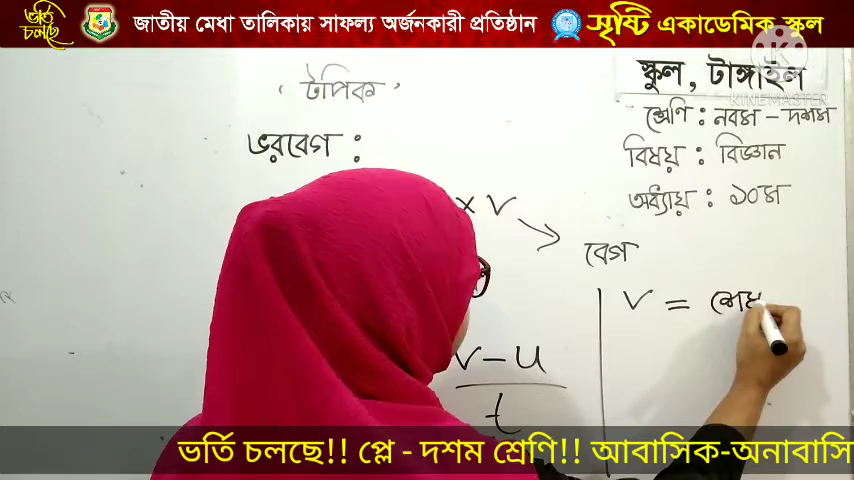 ভর্তি চলছে
জাতীয় মেধা তালিকায় সাফল্য অর্জনকারী প্রতিষ্ঠান
সৃষ্টি একাডেমিক স্কুল
স্কুল, টাঙ্গাইল
KINEMASTER
‘ টপিক ’
শ্রেণি : নবম - দশম
ভরবেগ :
বিষয় : বিজ্ঞান
অধ্যায় : ১০ম
× v
বেগ
v = শেষ
v - u
t
ভর্তি চলছে!! প্লে - দশম শ্রেণি!! আবাসিক-অনাবাসি